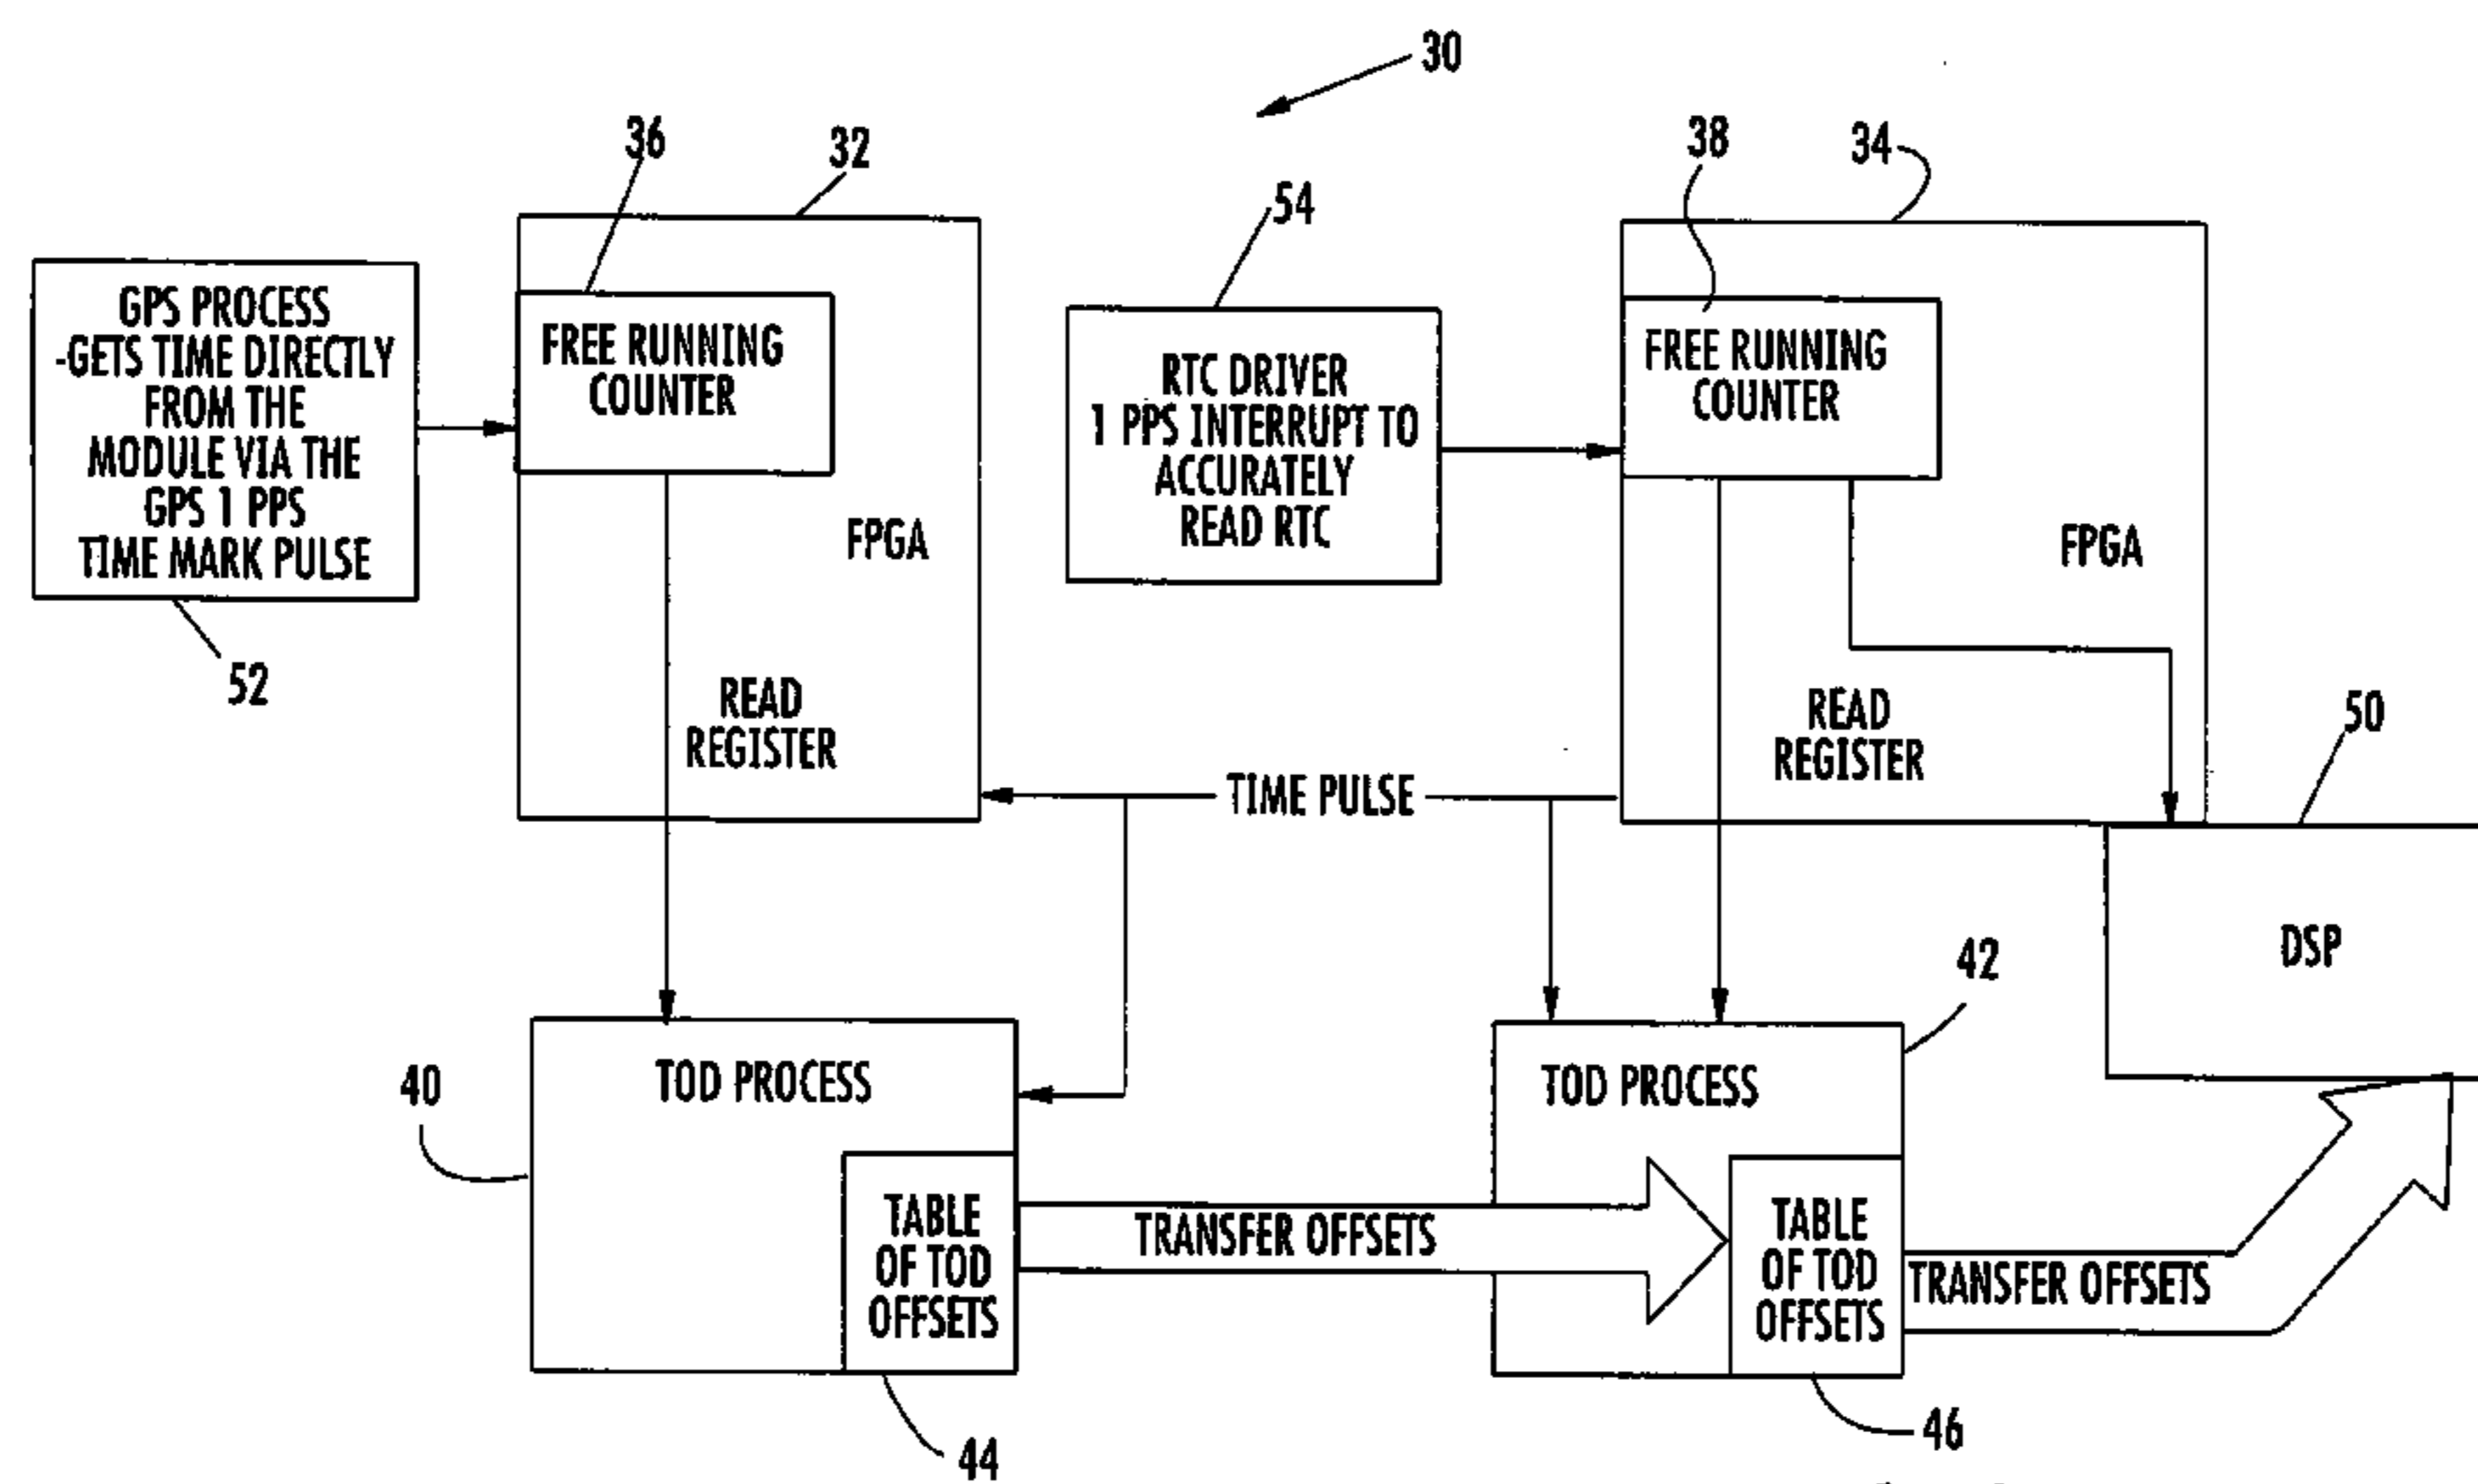 30
36
32
38
34
54
GPS PROCESS
-GETS TIME DIRECTLY
FROM THE
MODULE VIA THE
GPS 1 PPS
TIME MARK PULSE
52
FREE RUNNING
COUNTER
FPGA
READ
REGISTER
RTC DRIVER
1 PPS INTERRUPT TO
ACCURATELY
READ RTC
FREE RUNNING
COUNTER
FPGA
READ
REGISTER
TIME PULSE
50
DSP
40
TOD PROCESS
TABLE
OF TOD
OFFSETS
44
TRANSFER OFFSETS
42
TOD PROCESS
TABLE
OF TOD
OFFSETS
46
TRANSFER OFFSETS